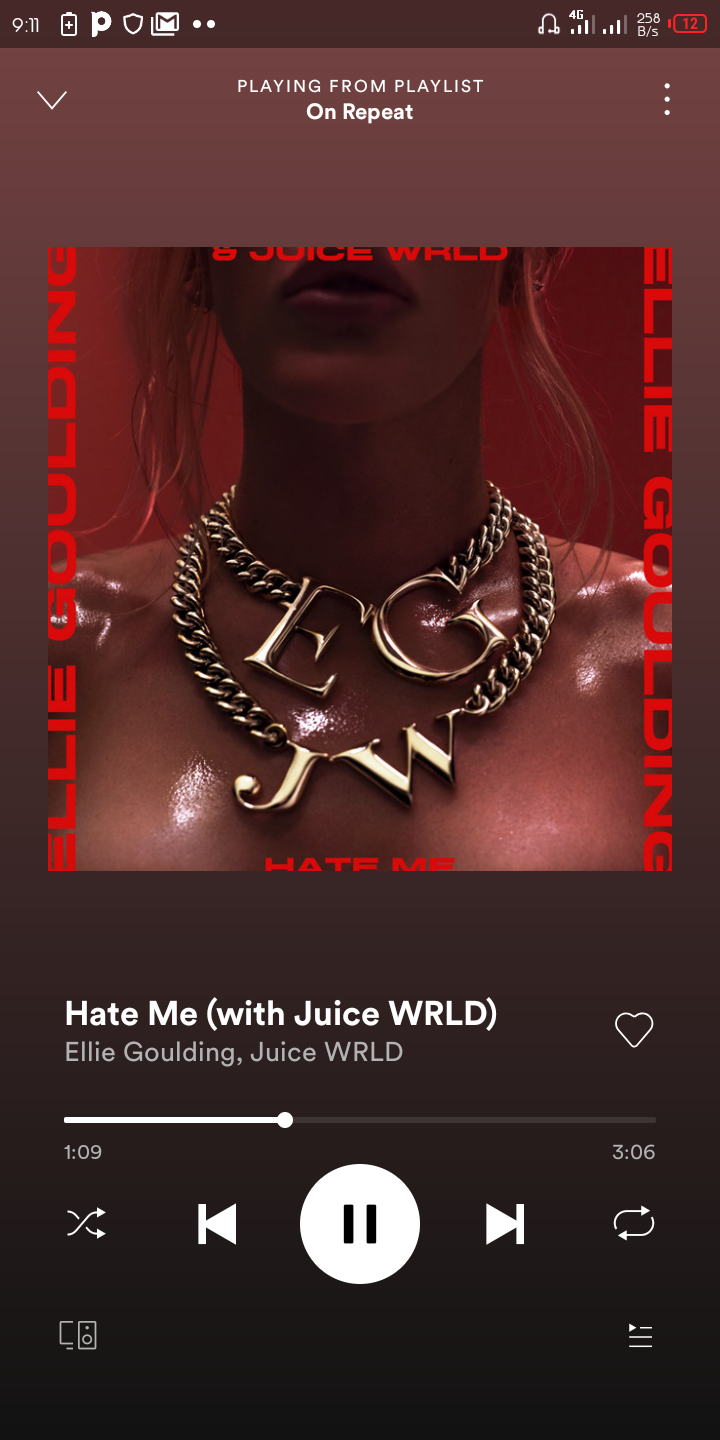 9:11
4G
258
B/s
12
PLAYING FROM PLAYLIST
On Repeat
& JUICE WRLD
ELLIE GOULDING
ELLIE GOULDING
EG
JW
HATE ME
Hate Me (with Juice WRLD)
Ellie Goulding, Juice WRLD
1:09
3:06